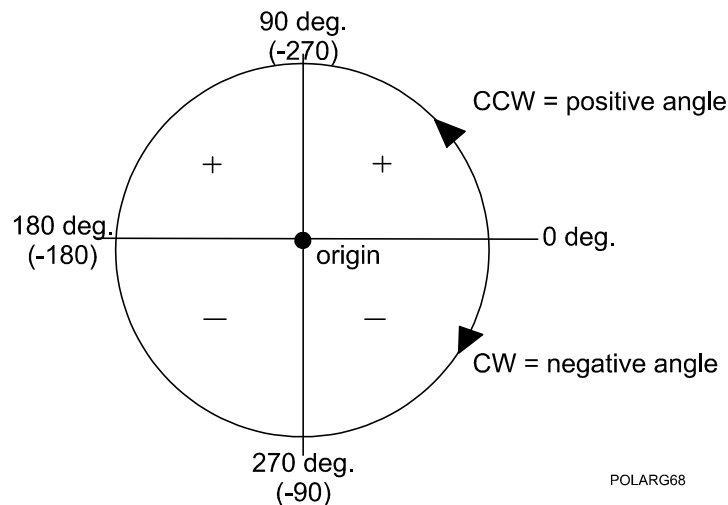 90 deg.
(-270)
CCW = positive angle
+ +
180 deg.
(-180)
0 deg.
origin
— —
CW = negative angle
270 deg.
(-90)
POLARG68